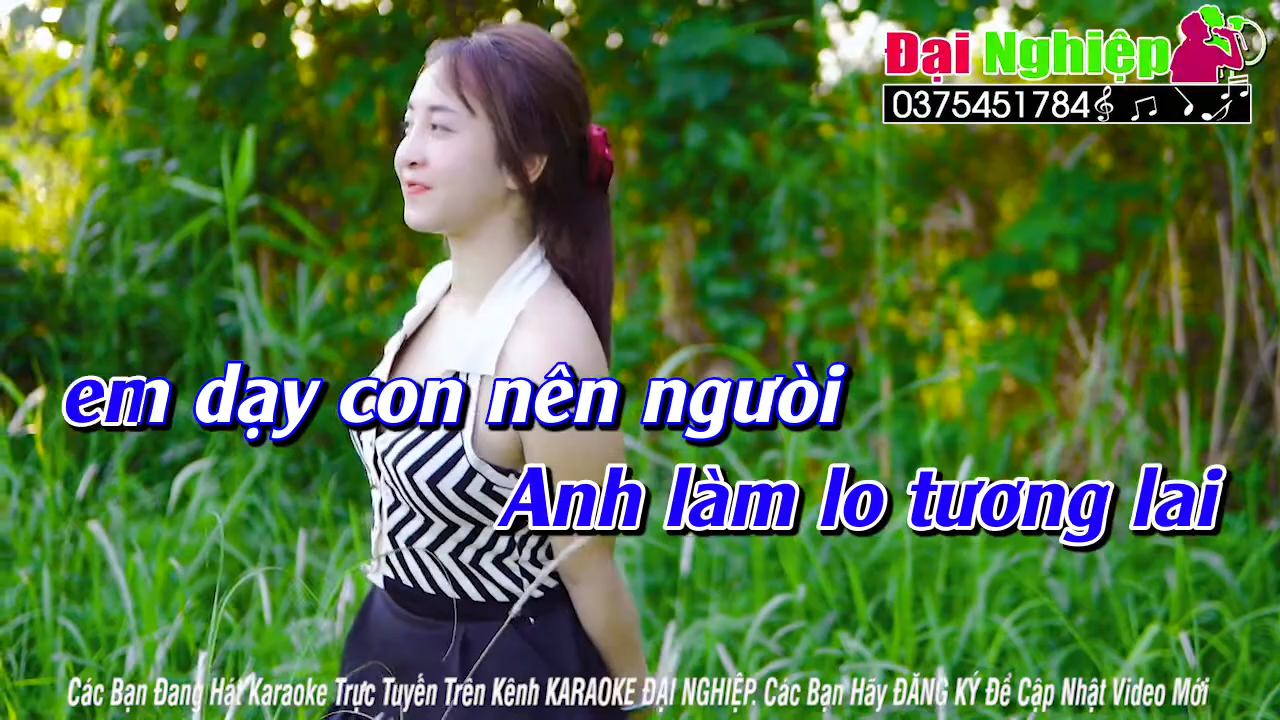 Đại Nghiệp
0375451784
em dạy con nên người
Anh làm lo tương lai
Các Bạn Đang Hát Karaoke Trực Tuyến Trên Kênh KARAOKE ĐẠI NGHIỆP. Các Bạn Hãy ĐĂNG KÝ Để Cập Nhật Video Mới